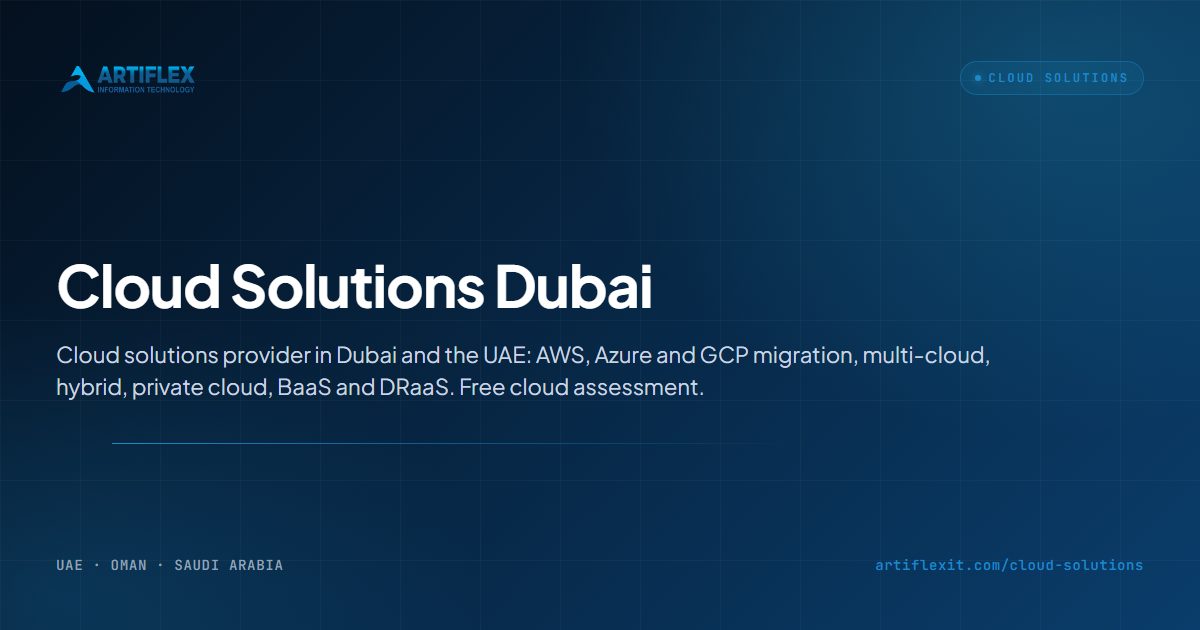 ARTIFLEX
INFORMATION TECHNOLOGY
CLOUD SOLUTIONS
Cloud Solutions Dubai
Cloud solutions provider in Dubai and the UAE: AWS, Azure and GCP migration, multi-cloud,
hybrid, private cloud, BaaS and DRaaS. Free cloud assessment.
UAE · OMAN · SAUDI ARABIA
artiflexit.com/cloud-solutions